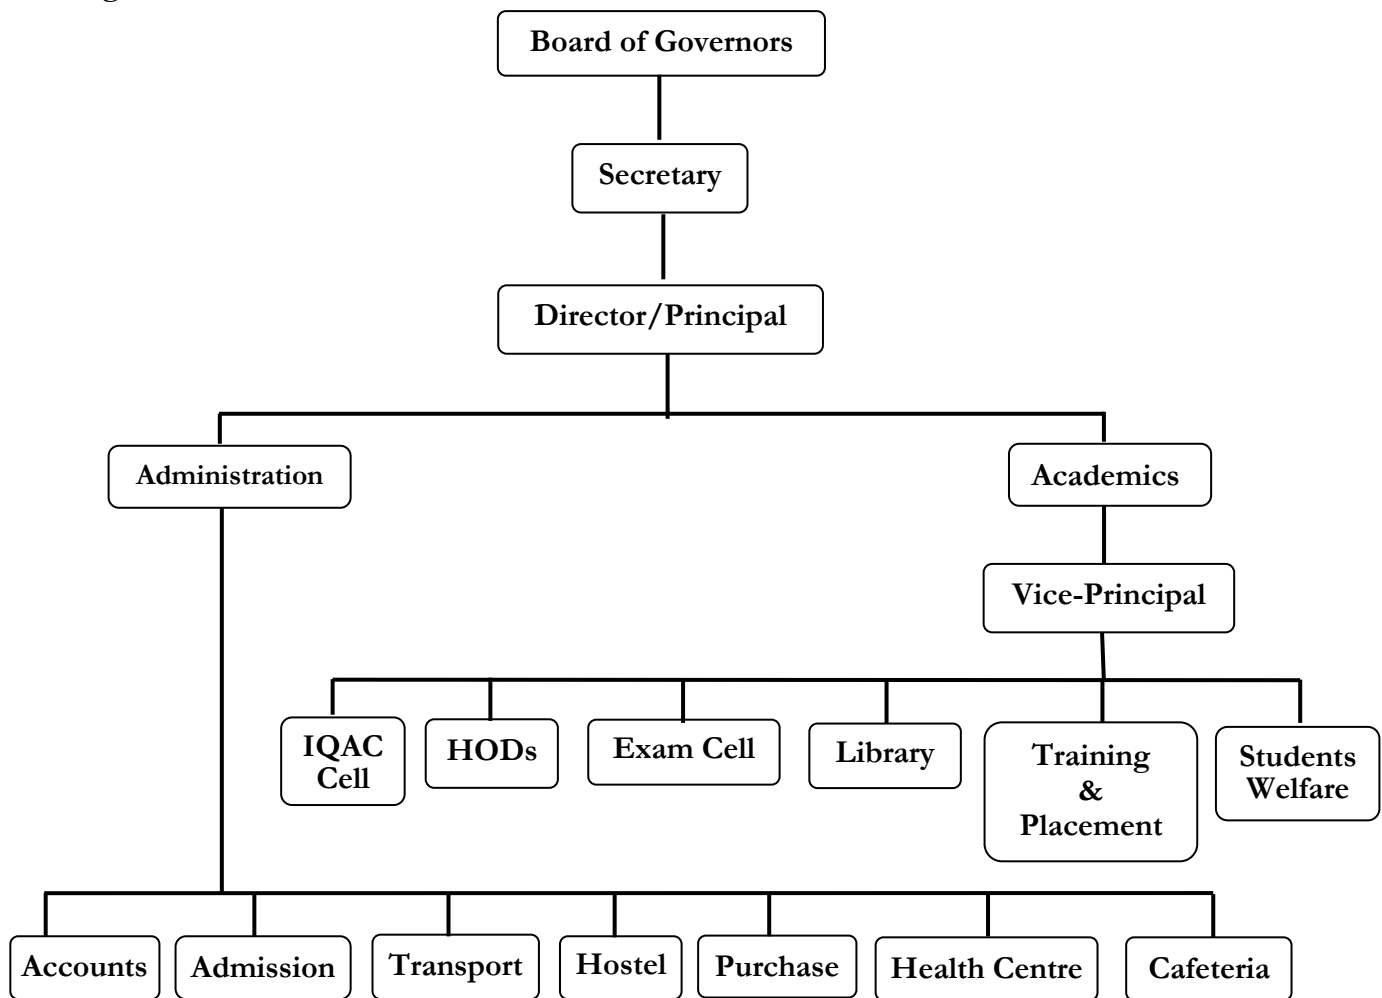 Board of Governors
Secretary
Director/Principal
Administration
Academics
Vice-Principal
IQAC
Cell
HODs
Exam Cell
Library
Training
&
Placement
Students
Welfare
Accounts
Admission
Transport
Hostel
Purchase
Health Centre
Cafeteria